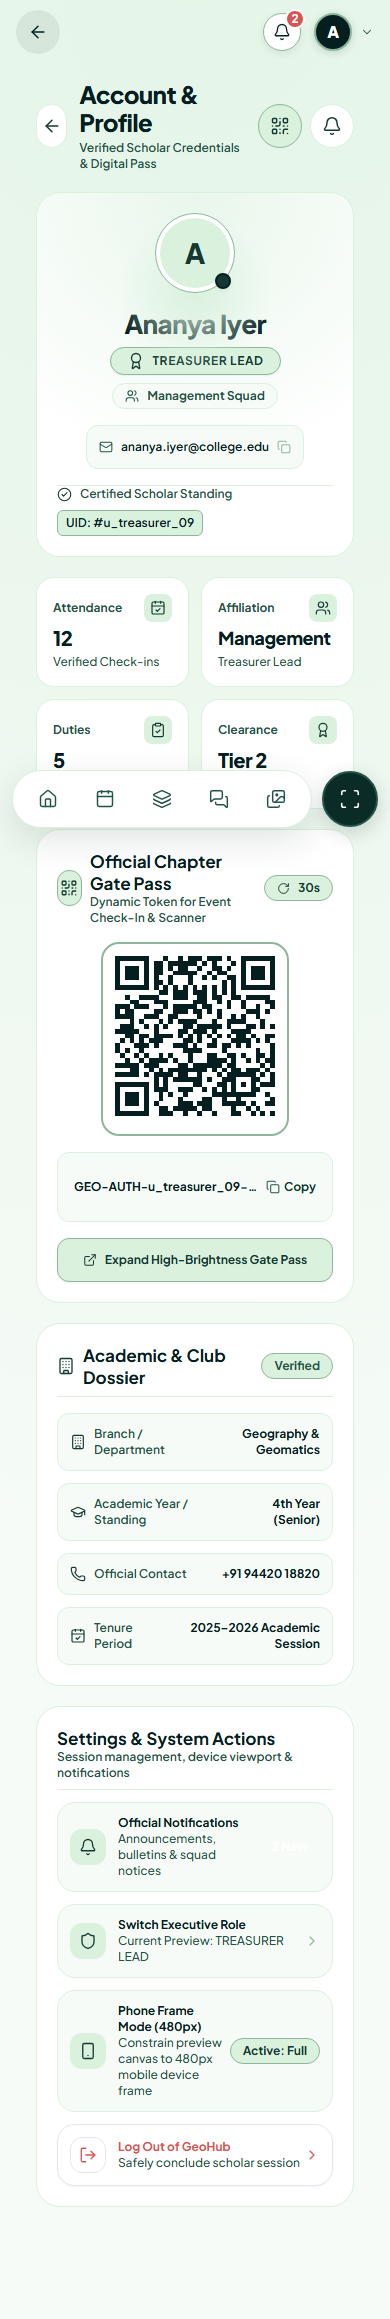 2
A
Account &
Profile
Verified Scholar Credentials
& Digital Pass
A
Ananya Iyer
TREASURER LEAD
Management Squad
ananya.iyer@college.edu
Certified Scholar Standing
UID: #u_treasurer_09
Attendance
12
Verified Check-ins
Affiliation
Management
Treasurer Lead
Duties
5
Clearance
Tier 2
Official Chapter
Gate Pass
Dynamic Token for Event
Check-In & Scanner
30s
GEO-AUTH-u_treasurer_09-...
Copy
Expand High-Brightness Gate Pass
Academic & Club
Dossier
Verified
Branch /
Department
Geography &
Geomatics
Academic Year /
Standing
4th Year
(Senior)
Official Contact
+91 94420 18820
Tenure
Period
2025–2026 Academic
Session
Settings & System Actions
Session management, device viewport &
notifications
Official Notifications
Announcements,
bulletins & squad
notices
2 New
Switch Executive Role
Current Preview: TREASURER
LEAD
Phone Frame
Mode (480px)
Constrain preview
canvas to 480px
mobile device
frame
Active: Full
Log Out of GeoHub
Safely conclude scholar session